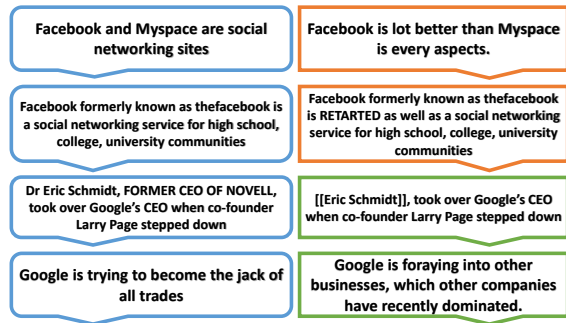 Facebook and Myspace are social
networking sites
Facebook is lot better than Myspace
is every aspects.
Facebook formerly known as thefacebook is
a social networking service for high school,
college, university communities
Facebook formerly known as thefacebook
is RETARTED as well as a social networking
service for high school, college, university
communities
Dr Eric Schmidt, FORMER CEO OF NOVELL,
took over Google’s CEO when co-founder
Larry Page stepped down
[[Eric Schmidt]], took over Google’s CEO
when co-founder Larry Page stepped down
Google is trying to become the jack of
all trades
Google is foraying into other
businesses, which other companies
have recently dominated.